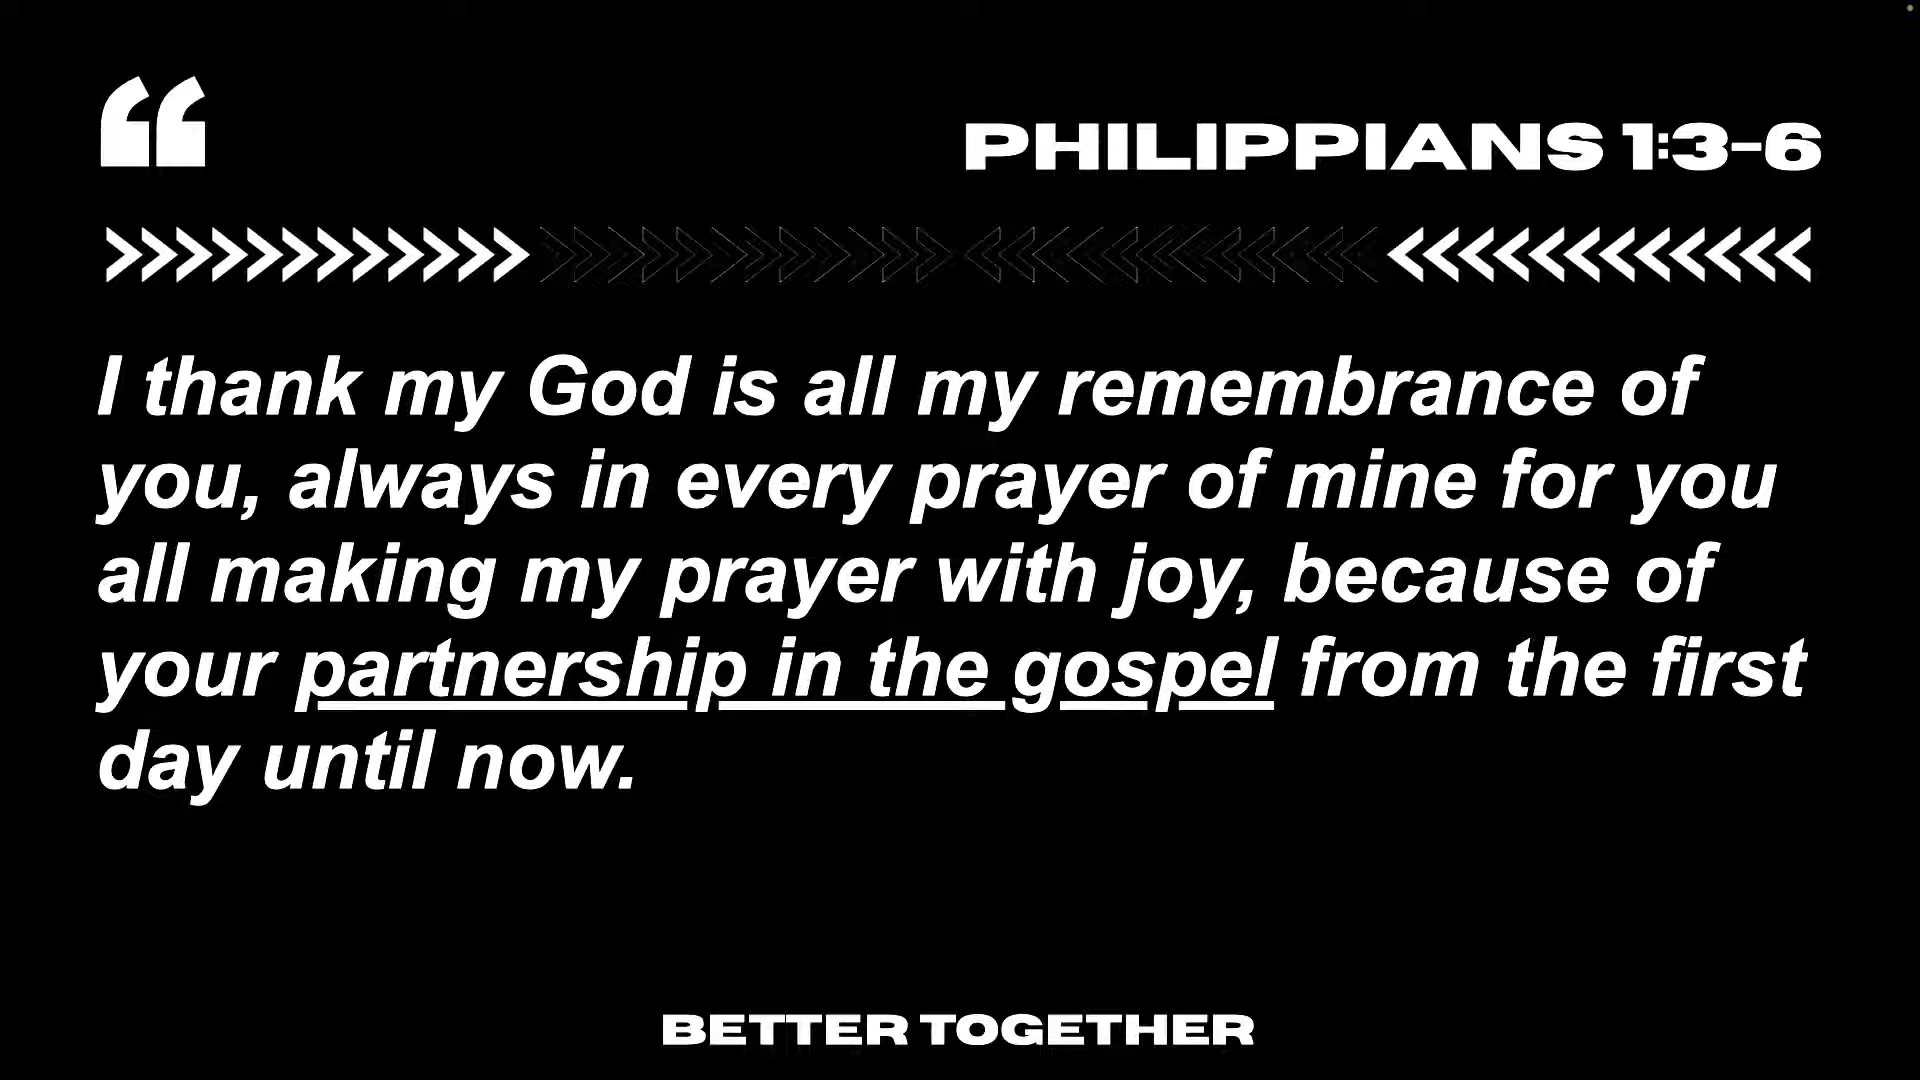 “
PHILIPPIANS 1:3-6
I thank my God is all my remembrance of
you, always in every prayer of mine for you
all making my prayer with joy, because of
your partnership in the gospel from the first
day until now.
BETTER TOGETHER